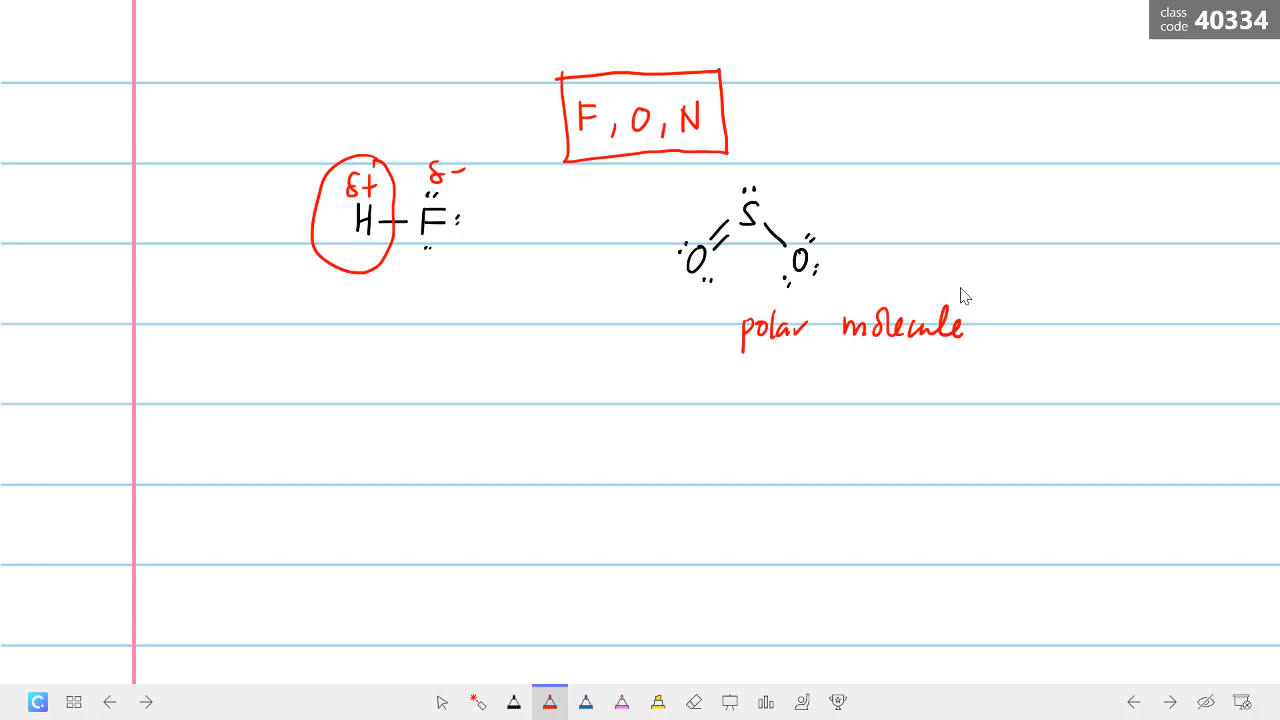 class code 40334
F, O, N
δ+ δ-
H – F
S
O O
polar molecule